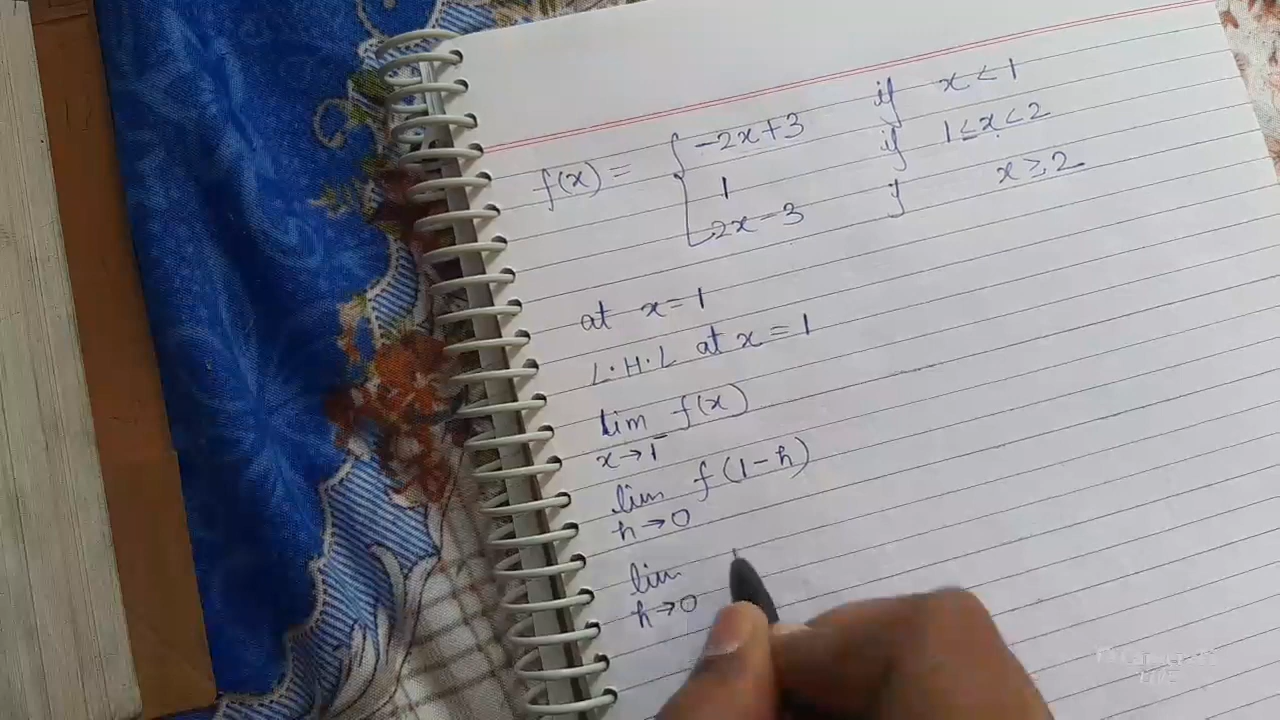 f(x) = { -2x+3 if x<1
1 if 1≤x<2
2x-3 if x≥2
at x=1
L.H.L at x=1
lim f(x)
x→1⁻
lim f(1-h)
h→0
lim
h→0
LIVE